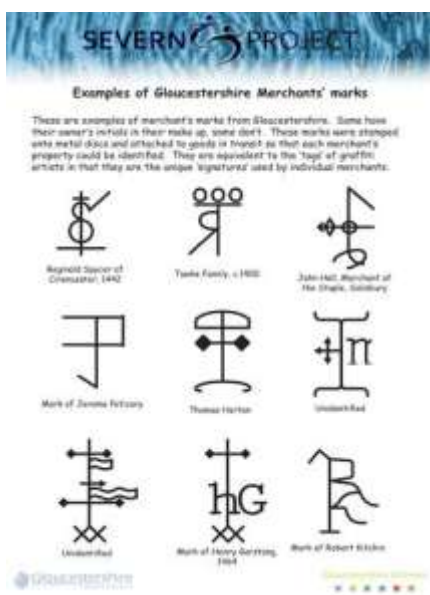 SEVERN PROJECT
Examples of Gloucestershire Merchants' marks
These are examples of merchant's marks from Gloucestershire. Some have
their owner's initials in their make up, some don't. These marks were stamped
onto metal discs and attached to goods in transit so that each merchant's
property could be identified. They are equivalent to the 'tags' of graffiti
artists in that they are the unique 'signatures' used by individual merchants.
Reginald Spycer of
Cirencester, 1442
Tooke Family, c.1500
John Hall, Merchant of
the Staple, Salisbury
Mark of Jerome
Thomas Horton
Unidentified
n
hG
Unidentified
Mark of Henry
1464
Mark of Robert Kitchin
Gloucestershire